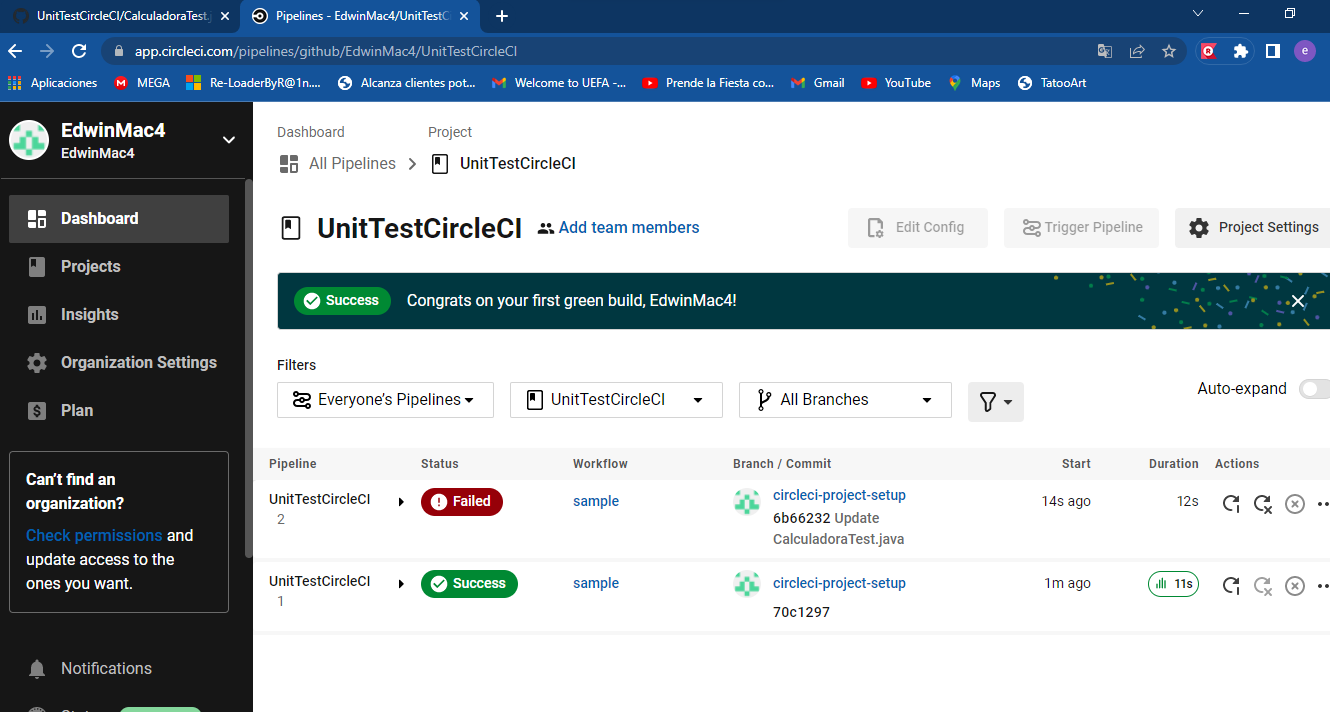 UnitTestCircleCI/CalculadoraTest.j
Pipelines - EdwinMac4/UnitTestC
app.circleci.com/pipelines/github/EdwinMac4/UnitTestCircleCI
e
Aplicaciones
MEGA
Re-LoaderByR@1n....
Alcanza clientes pot...
Welcome to UEFA -...
Prende la Fiesta co...
Gmail
YouTube
Maps
TatooArt
EdwinMac4
EdwinMac4
Dashboard
Projects
Insights
Organization Settings
Plan
Can't find an
organization?
Check permissions and
update access to the
ones you want.
Notifications
Dashboard
Project
All Pipelines
UnitTestCircleCI
UnitTestCircleCI
Add team members
Edit Config
Trigger Pipeline
Project Settings
Success
Congrats on your first green build, EdwinMac4!
Filters
Everyone's Pipelines
UnitTestCircleCI
All Branches
Auto-expand
Pipeline Status Workflow Branch / Commit Start Duration Actions
UnitTestCircleCI
2
Failed
sample
circleci-project-setup
6b66232 Update
CalculadoraTest.java
14s ago
12s
UnitTestCircleCI
1
Success
sample
circleci-project-setup
70c1297
1m ago
11s